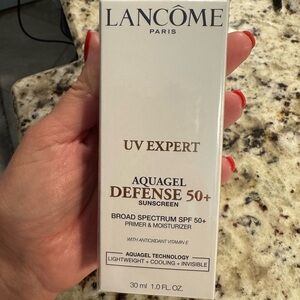 LANCÔME
PARIS
UV EXPERT
AQUAGEL
DEFENSE 50+
SUNSCREEN
BROAD SPECTRUM SPF 50+
PRIMER & MOISTURIZER
WITH ANTIOXIDANT VITAMIN E
AQUAGEL TECHNOLOGY
LIGHTWEIGHT + COOLING + INVISIBLE
30 ml 1.0 FL. OZ.